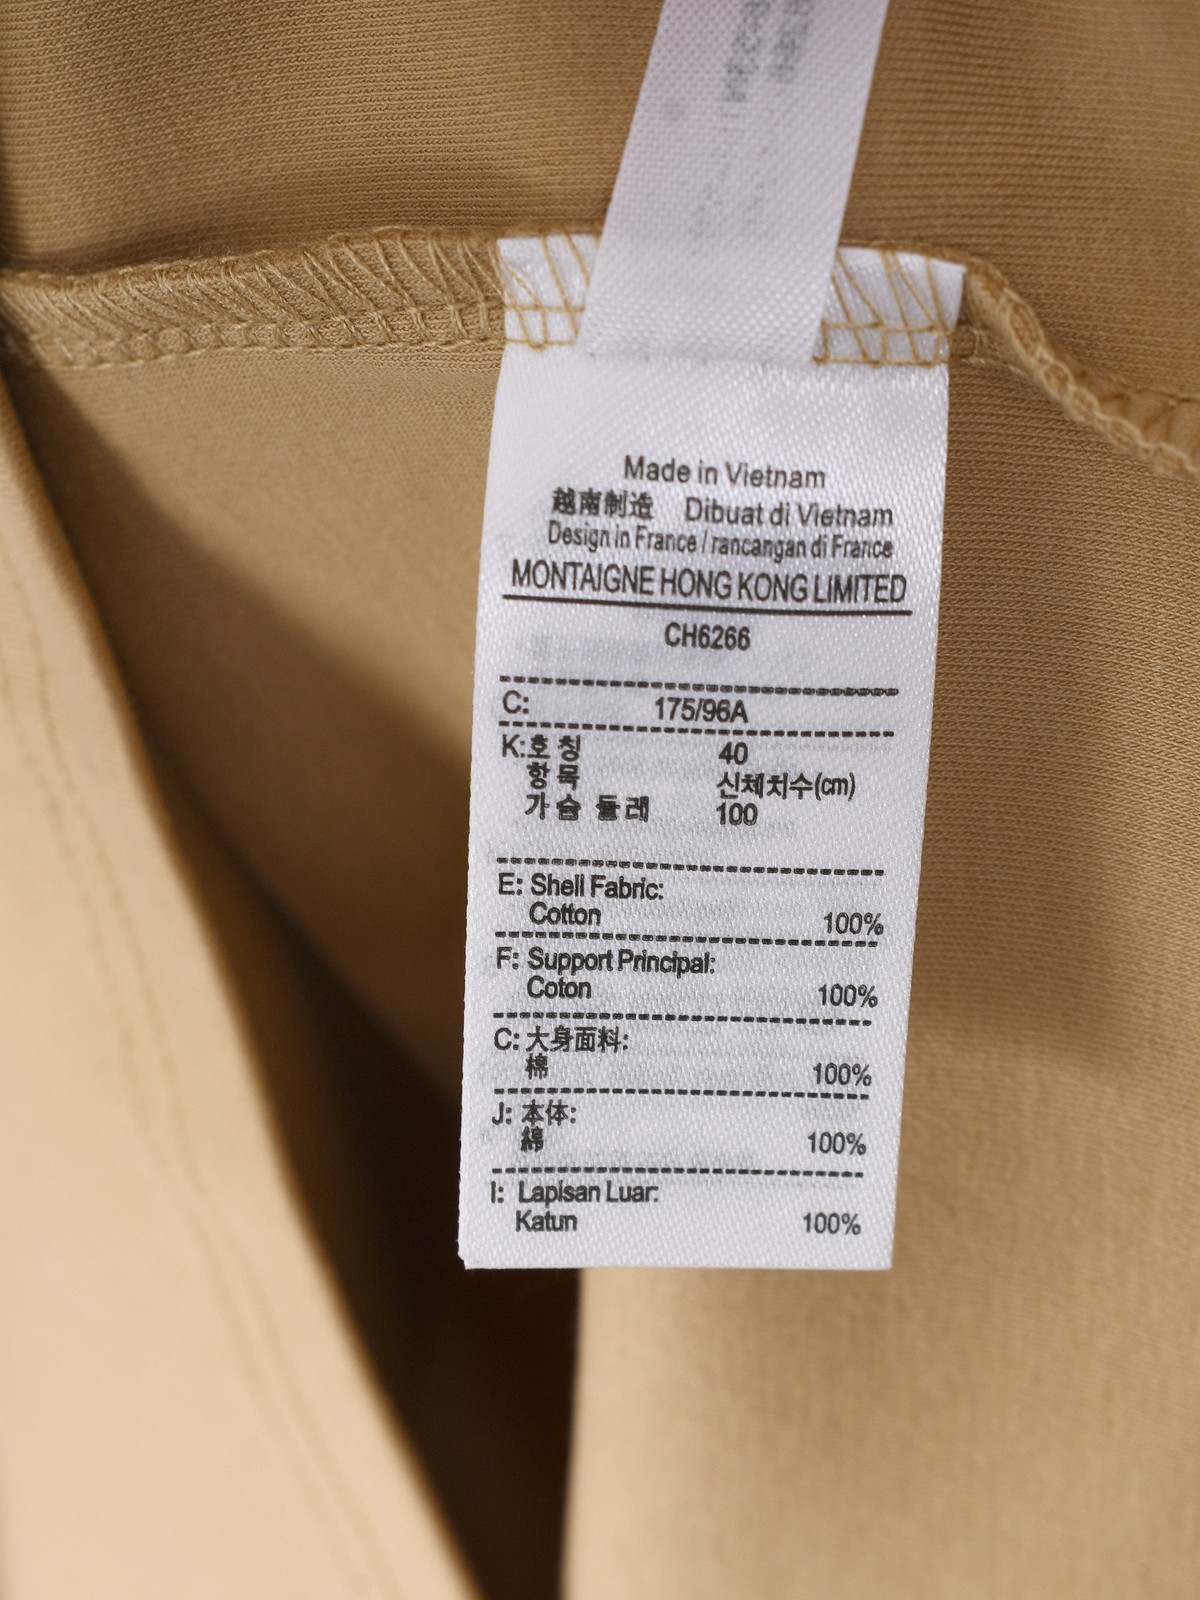 Made in Vietnam
越南制造 Dibuat di Vietnam
Design in France / rancangan di France
MONTAIGNE HONG KONG LIMITED
CH6266
C: 175/96A
K: 호 칭 40
항 목 신체치수(cm)
가 슴 둘 레 100
E: Shell Fabric:
Cotton 100%
F: Support Principal:
Coton 100%
C: 大身面料:
棉 100%
J: 本体:
綿 100%
I: Lapisan Luar:
Katun 100%